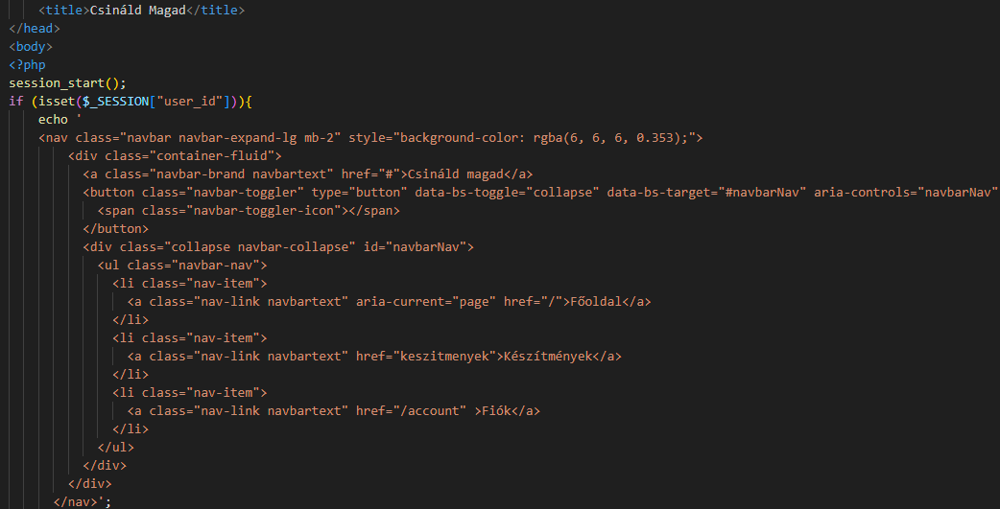 <title>Csináld Magad</title>
</head>
<body>
<?php
session_start();
if (isset($_SESSION["user_id"])){
echo '
<nav class="navbar navbar-expand-lg mb-2" style="background-color: rgba(6, 6, 6, 0.353);">
<div class="container-fluid">
<a class="navbar-brand navbartext" href="#">Csináld magad</a>
<button class="navbar-toggler" type="button" data-bs-toggle="collapse" data-bs-target="#navbarNav" aria-controls="navbarNav"
<span class="navbar-toggler-icon"></span>
</button>
<div class="collapse navbar-collapse" id="navbarNav">
<ul class="navbar-nav">
<li class="nav-item">
<a class="nav-link navbartext" aria-current="page" href="/">Főoldal</a>
</li>
<li class="nav-item">
<a class="nav-link navbartext" href="keszitmenyek">Készítmények</a>
</li>
<li class="nav-item">
<a class="nav-link navbartext" href="/account" >Fiók</a>
</li>
</ul>
</div>
</div>
</nav>';